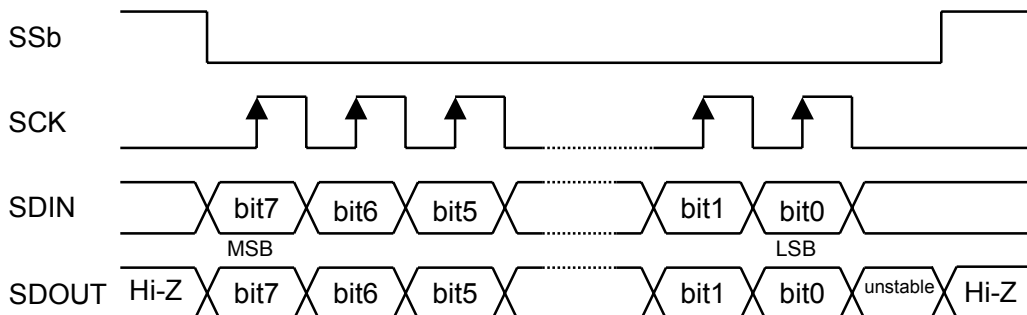 SSb
SCK
SDIN bit7 bit6 bit5 bit1 bit0
MSB LSB
SDOUT Hi-Z bit7 bit6 bit5 bit1 bit0 unstable Hi-Z